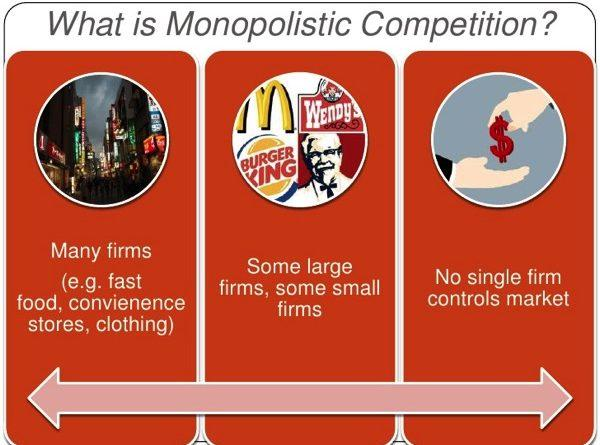 What is Monopolistic Competition?
Many firms
(e.g. fast
food, convienence
stores, clothing)
WENDY'S
BURGER
KING
Some large
firms, some small
firms
$
No single firm
controls market